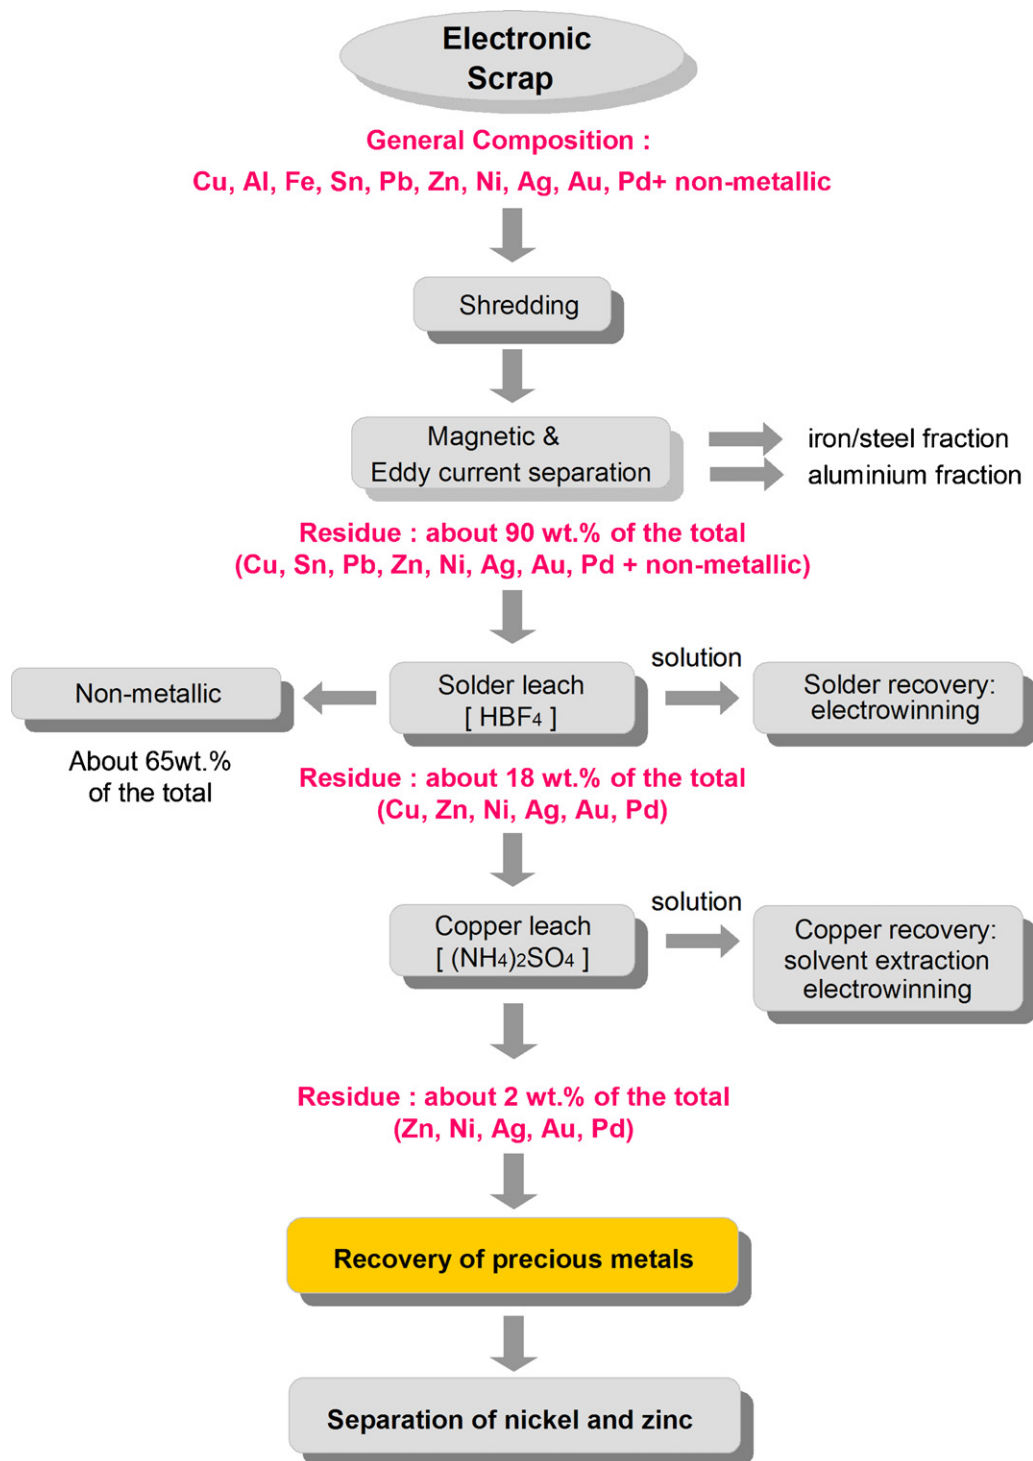 Electronic
Scrap
General Composition :
Cu, Al, Fe, Sn, Pb, Zn, Ni, Ag, Au, Pd+ non-metallic
Shredding
Magnetic &
Eddy current separation
iron/steel fraction
aluminium fraction
Residue : about 90 wt.% of the total
(Cu, Sn, Pb, Zn, Ni, Ag, Au, Pd + non-metallic)
Non-metallic
About 65wt.%
of the total
Solder leach
[ HBF4 ]
solution
Solder recovery:
electrowinning
Residue : about 18 wt.% of the total
(Cu, Zn, Ni, Ag, Au, Pd)
Copper leach
[ (NH4)2SO4 ]
solution
Copper recovery:
solvent extraction
electrowinning
Residue : about 2 wt.% of the total
(Zn, Ni, Ag, Au, Pd)
Recovery of precious metals
Separation of nickel and zinc